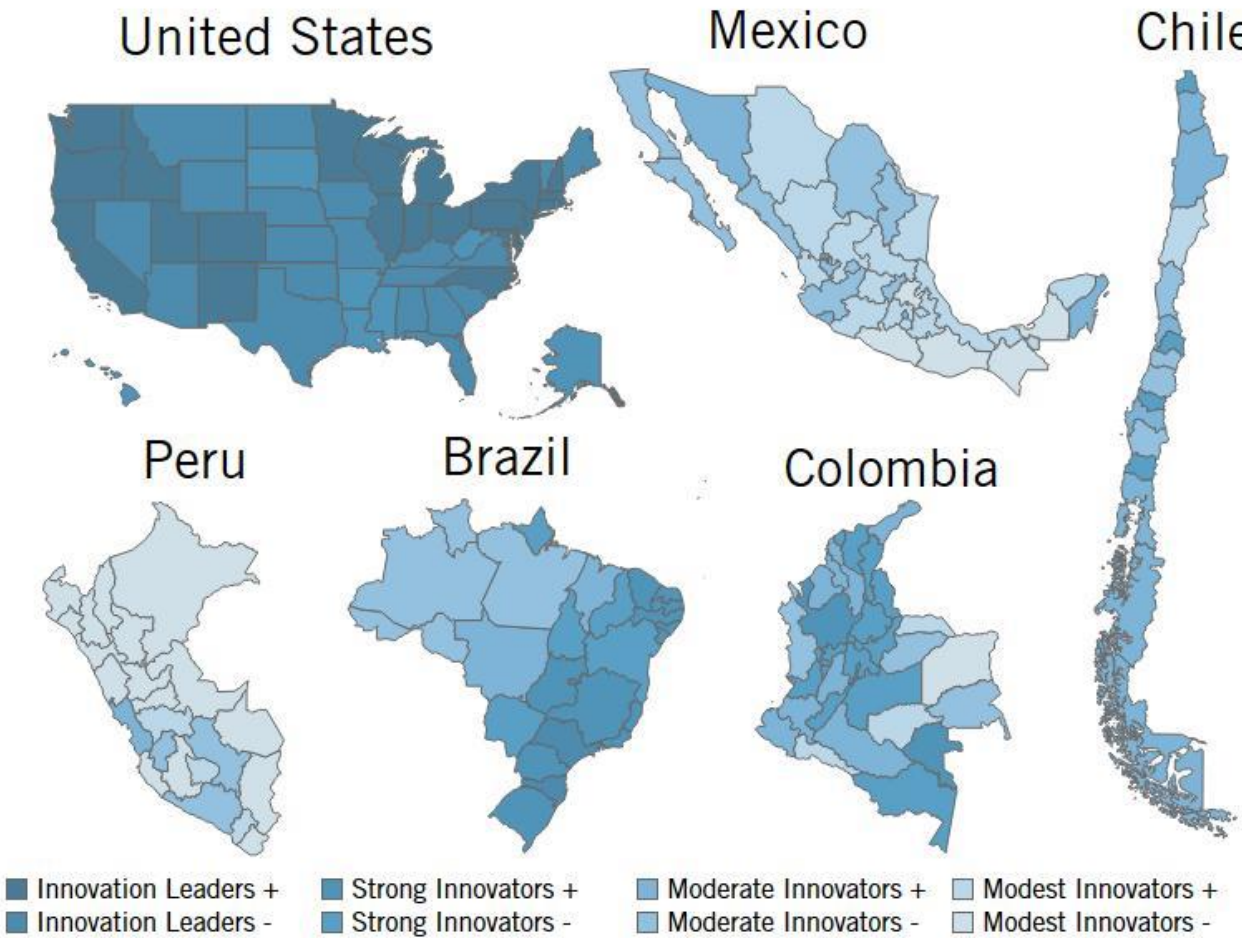 United States
Mexico
Chile
Peru
Brazil
Colombia
Innovation Leaders +
Strong Innovators +
Moderate Innovators +
Modest Innovators +
Innovation Leaders -
Strong Innovators -
Moderate Innovators -
Modest Innovators -